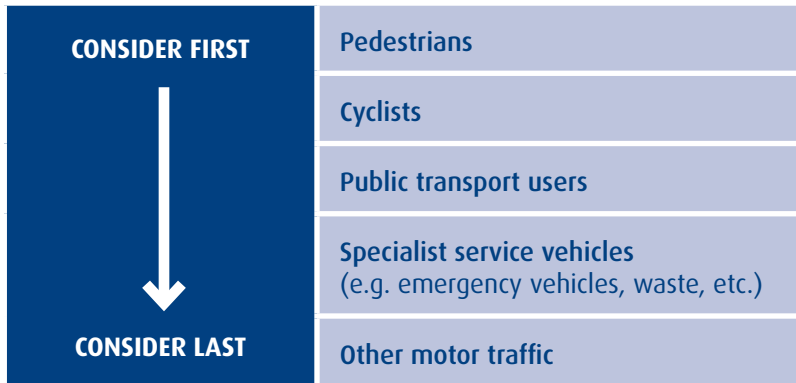 CONSIDER FIRST
Pedestrians
Cyclists
Public transport users
Specialist service vehicles
(e.g. emergency vehicles, waste, etc.)
CONSIDER LAST
Other motor traffic